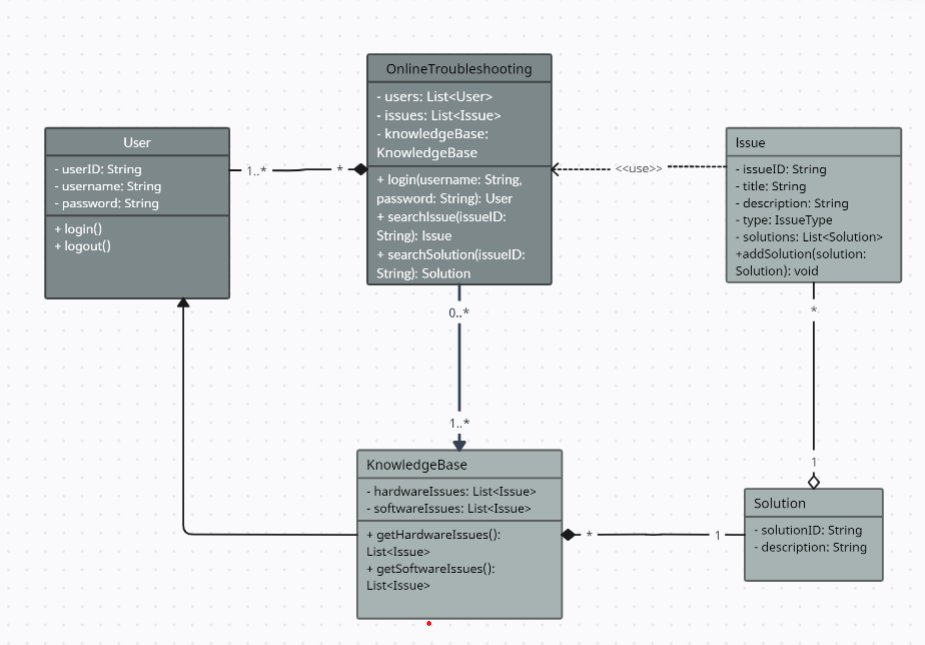 OnlineTroubleshooting
- users: List<User>
- issues: List<Issue>
- knowledgeBase:
KnowledgeBase
+ login(username: String,
password: String): User
+ searchIssue(issueID:
String): Issue
+ searchSolution(issueID:
String): Solution
User
- userID: String
- username: String
- password: String
+ login()
+ logout()
1..*
*
<<use>>
Issue
- issueID: String
- title: String
- description: String
- type: IssueType
- solutions: List<Solution>
+addSolution(solution:
Solution): void
0..*
1..*
*
1
KnowledgeBase
- hardwareIssues: List<Issue>
- softwareIssues: List<Issue>
+ getHardwareIssues():
List<Issue>
+ getSoftwareIssues():
List<Issue>
*
1
Solution
- solutionID: String
- description: String